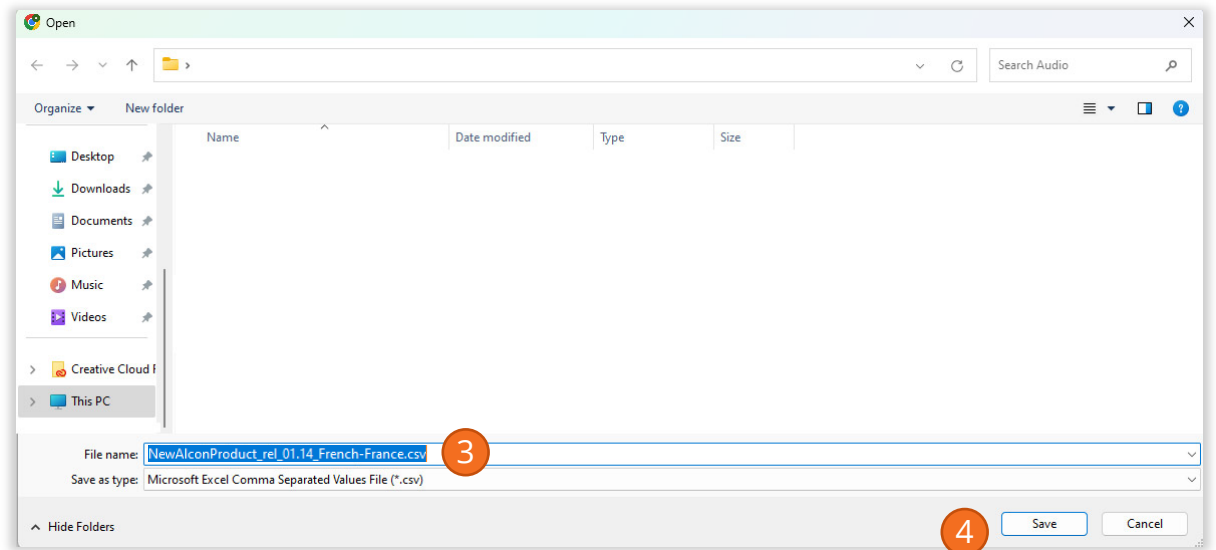 Open
Search Audio
Organize New folder
Name Date modified Type Size
Desktop
Downloads
Documents
Pictures
Music
Videos
Creative Cloud F
This PC
File name: NewAlconProduct_rel_01.14_French-France.csv 3
Save as type: Microsoft Excel Comma Separated Values File (*.csv)
Hide Folders 4 Save Cancel